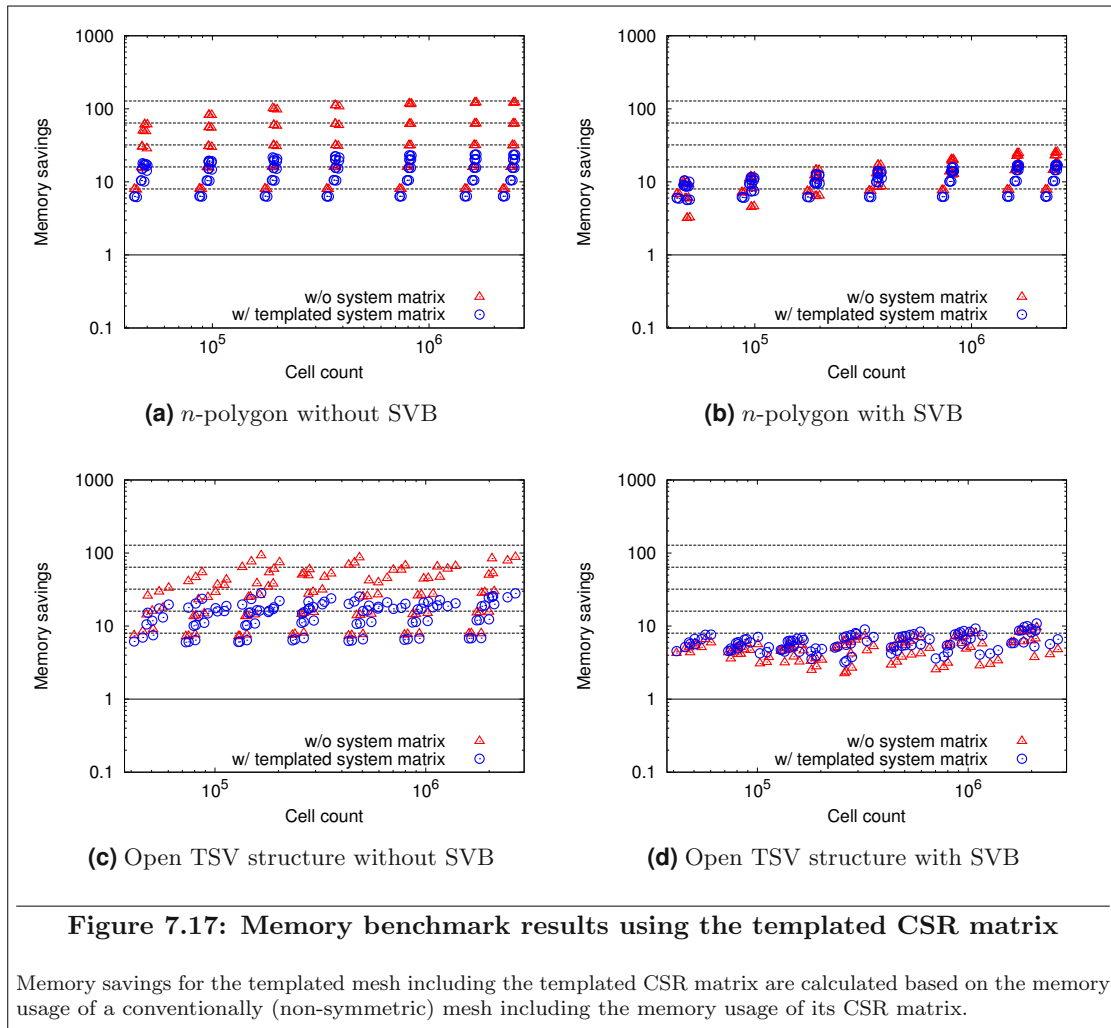 1000
100
10
1
0.1
Memory savings
w/o system matrix
w/ templated system matrix
10^5
10^6
Cell count
(a) n-polygon without SVB
1000
100
10
1
0.1
Memory savings
w/o system matrix
w/ templated system matrix
10^5
10^6
Cell count
(b) n-polygon with SVB
1000
100
10
1
0.1
Memory savings
w/o system matrix
w/ templated system matrix
10^5
10^6
Cell count
(c) Open TSV structure without SVB
1000
100
10
1
0.1
Memory savings
w/o system matrix
w/ templated system matrix
10^5
10^6
Cell count
(d) Open TSV structure with SVB
Figure 7.17: Memory benchmark results using the templated CSR matrix
Memory savings for the templated mesh including the templated CSR matrix are calculated based on the memory
usage of a conventionally (non-symmetric) mesh including the memory usage of its CSR matrix.